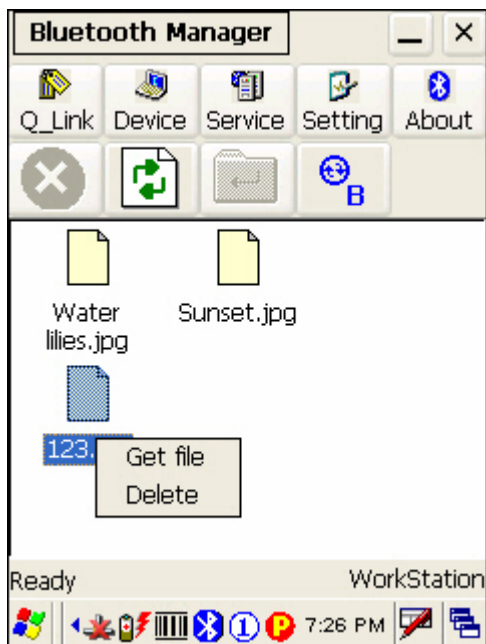 Bluetooth Manager
Q_Link Device Service Setting About
B
Water lilies.jpg
Sunset.jpg
123.
Get file
Delete
Ready WorkStation
1 P 7:26 PM